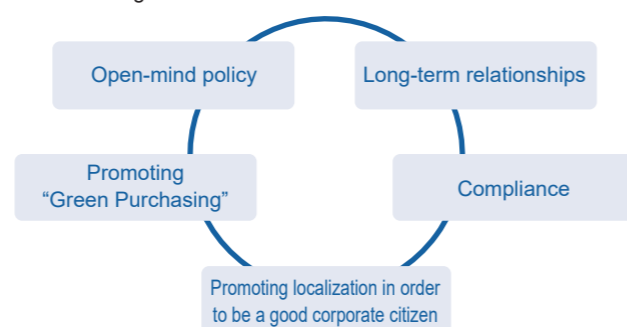 Open-mind policy
Long-term relationships
Promoting
“Green Purchasing”
Compliance
Promoting localization in order
to be a good corporate citizen